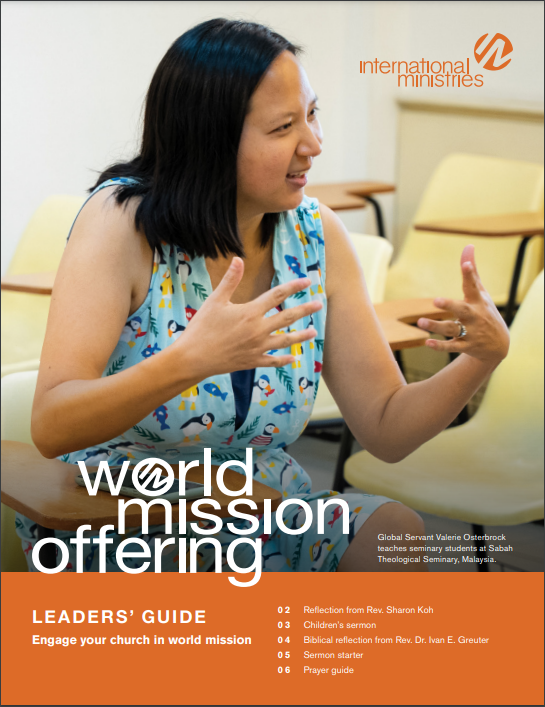 international
ministries
world
mission
offering
Global Servant Valerie Osterbrock
teaches seminary students at Sabah
Theological Seminary, Malaysia.
LEADERS’ GUIDE
Engage your church in world mission
02 Reflection from Rev. Sharon Koh
03 Children's sermon
04 Biblical reflection from Rev. Dr. Ivan E. Greuter
05 Sermon starter
06 Prayer guide